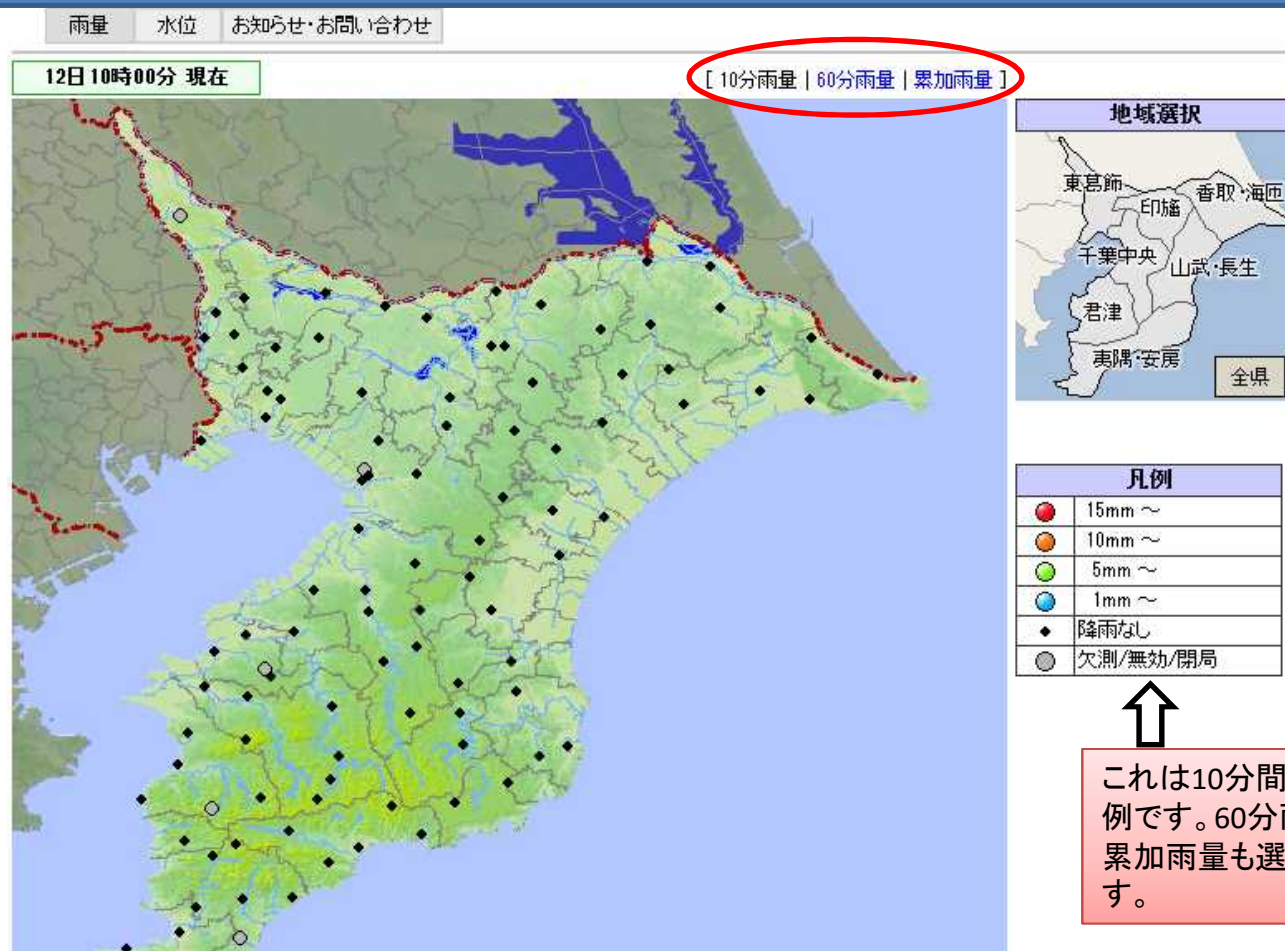 雨量 水位 お知らせ・お問い合わせ
12日10時00分 現在
[ 10分雨量 | 60分雨量 | 累加雨量 ]
地域選択
東葛飾
印旛
香取・海匝
千葉中央
山武・長生
君津
夷隅・安房
全県
凡例
15mm ～
10mm ～
5mm ～
1mm ～
降雨なし
欠測/無効/閉局
これは10分間
例です。60分
累加雨量も選
す。